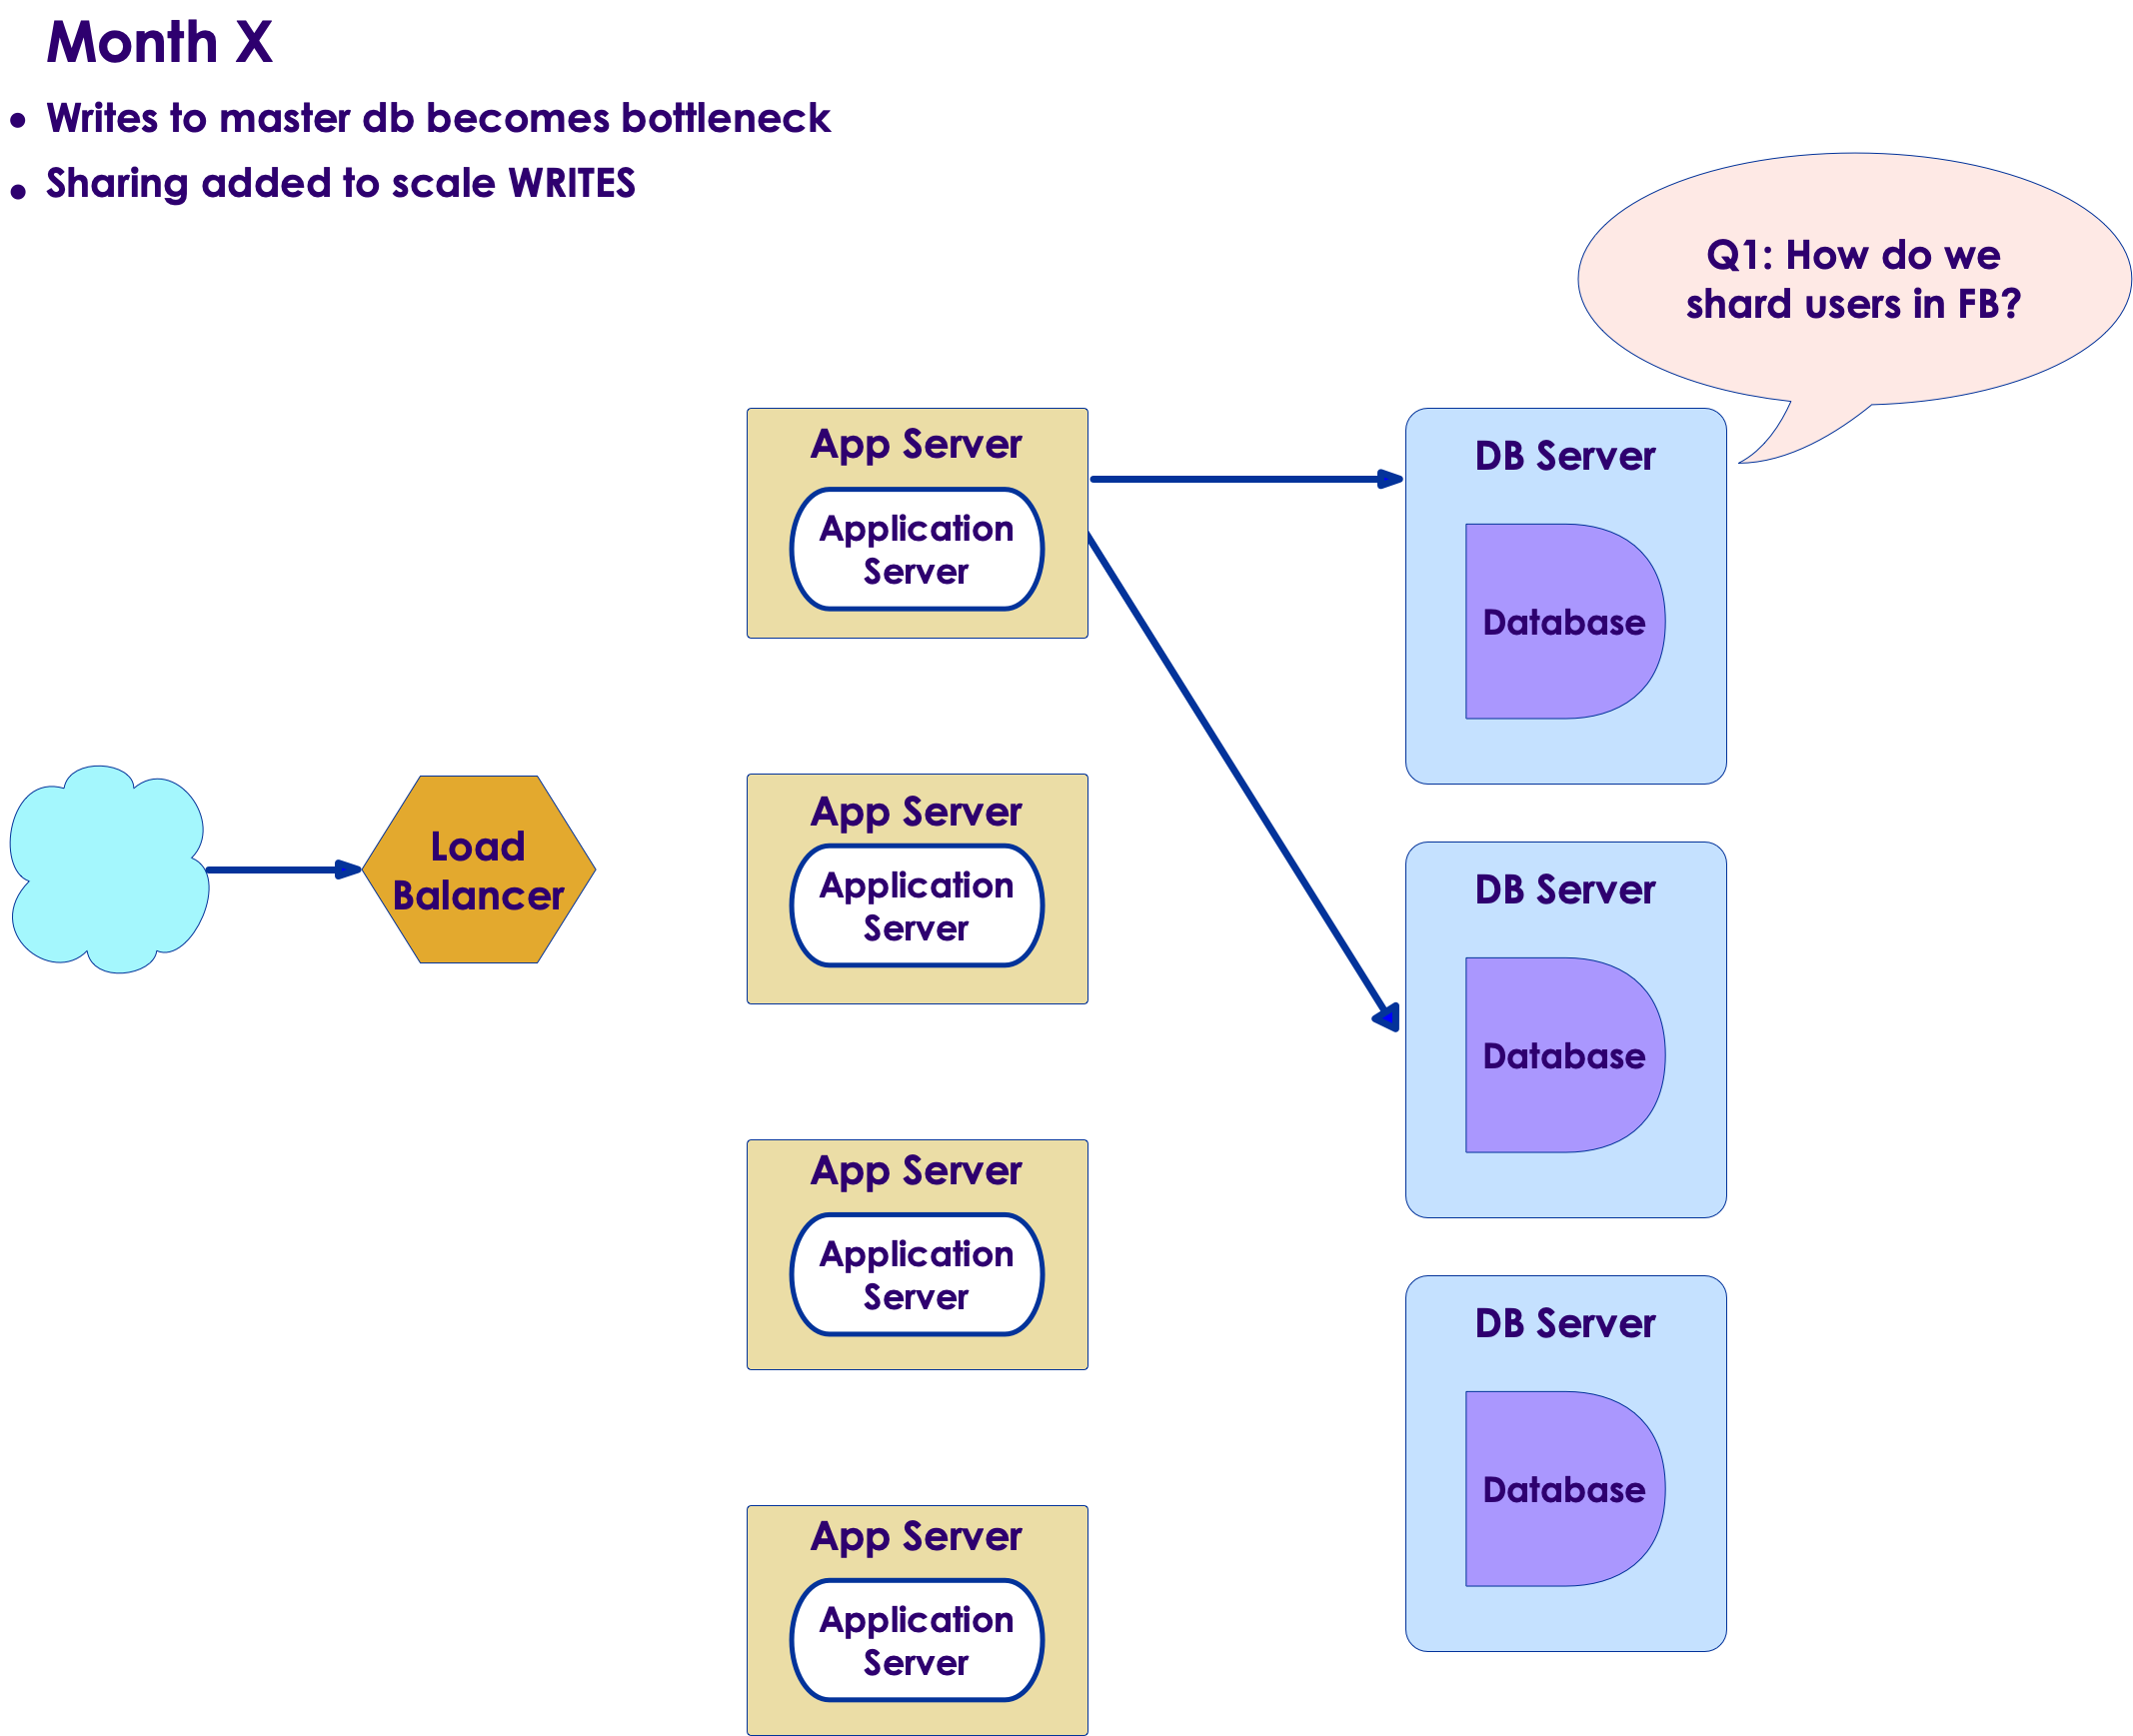 Month X
• Writes to master db becomes bottleneck
• Sharing added to scale WRITES
Q1: How do we
shard users in FB?
App Server
Application
Server
DB Server
Database
Load
Balancer
App Server
Application
Server
DB Server
Database
App Server
Application
Server
DB Server
Database
App Server
Application
Server